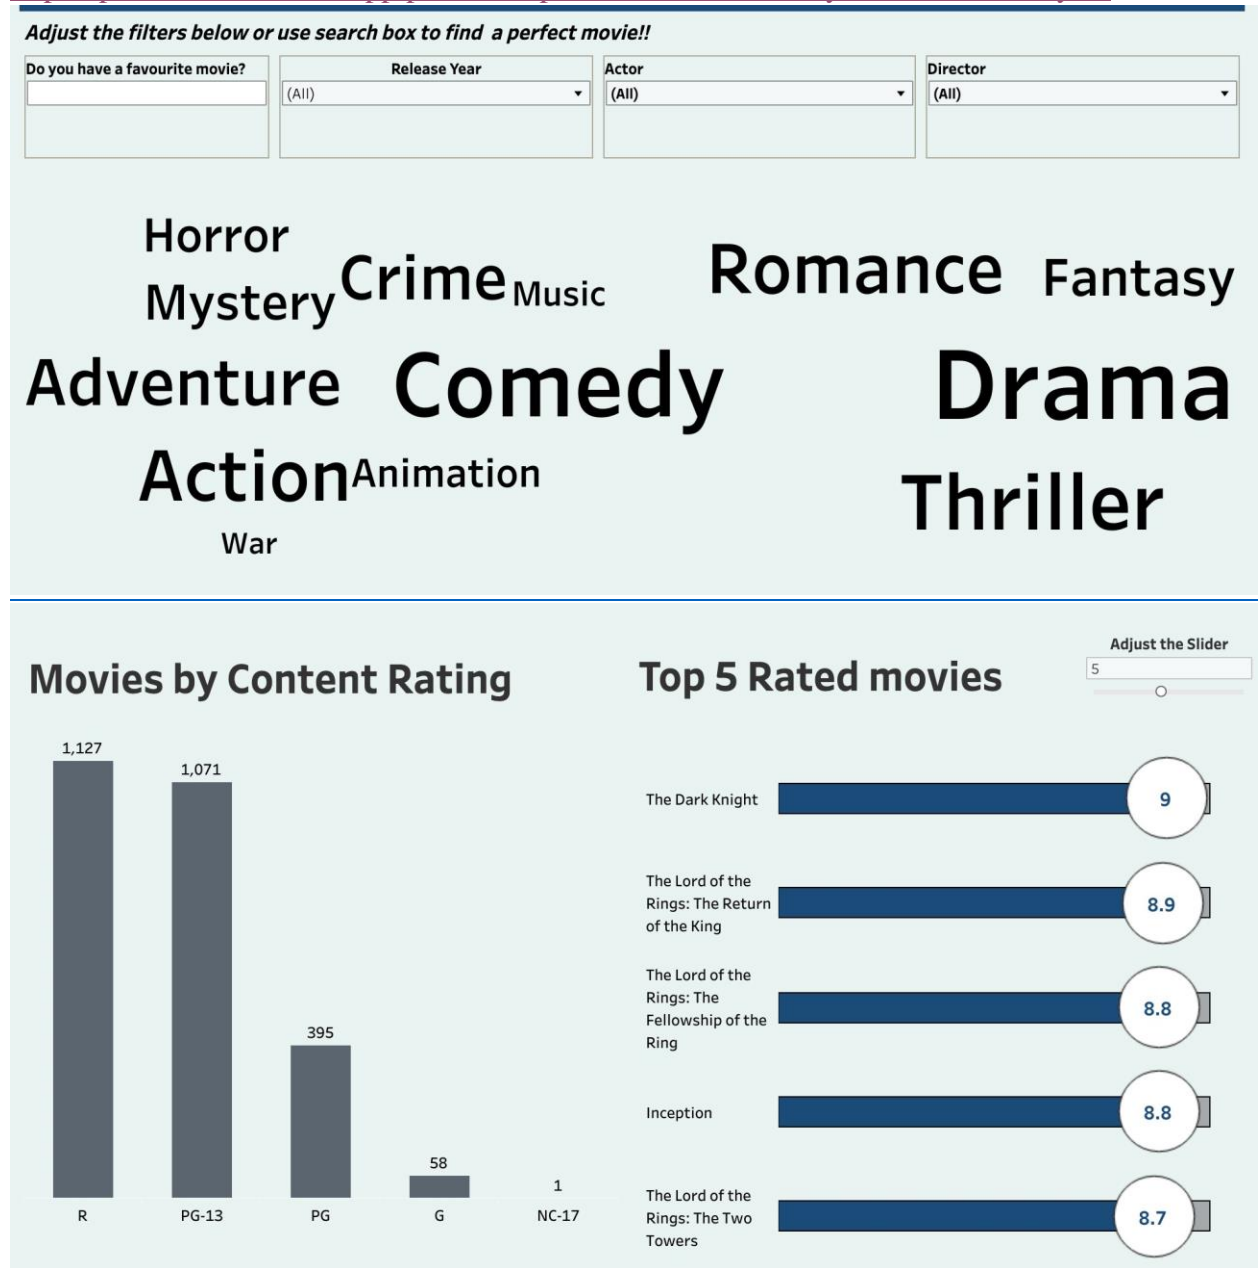 Adjust the filters below or use search box to find a perfect movie!!
Do you have a favourite movie?
Release Year
Actor
Director
(All)
(All)
(All)
Horror
Mystery
Crime
Music
Romance
Fantasy
Adventure
Comedy
Drama
Action
Animation
Thriller
War
Movies by Content Rating
1,127
1,071
395
58
1
R
PG-13
PG
G
NC-17
Top 5 Rated movies
Adjust the Slider
5
The Dark Knight
9
The Lord of the
Rings: The Return
of the King
8.9
The Lord of the
Rings: The
Fellowship of the
Ring
8.8
Inception
8.8
The Lord of the
Rings: The Two
Towers
8.7